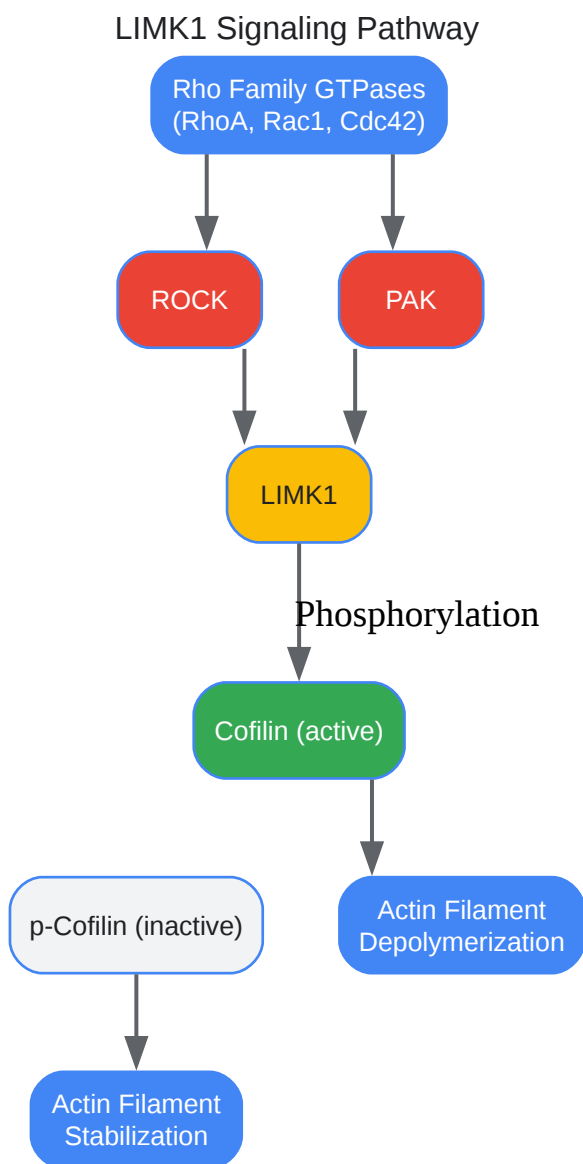 LIMK1 Signaling Pathway
Rho Family GTPases
(RhoA, Rac1, Cdc42)
ROCK
PAK
LIMK1
Phosphorylation
Cofilin (active)
p-Cofilin (inactive)
Actin Filament
Depolymerization
Actin Filament
Stabilization